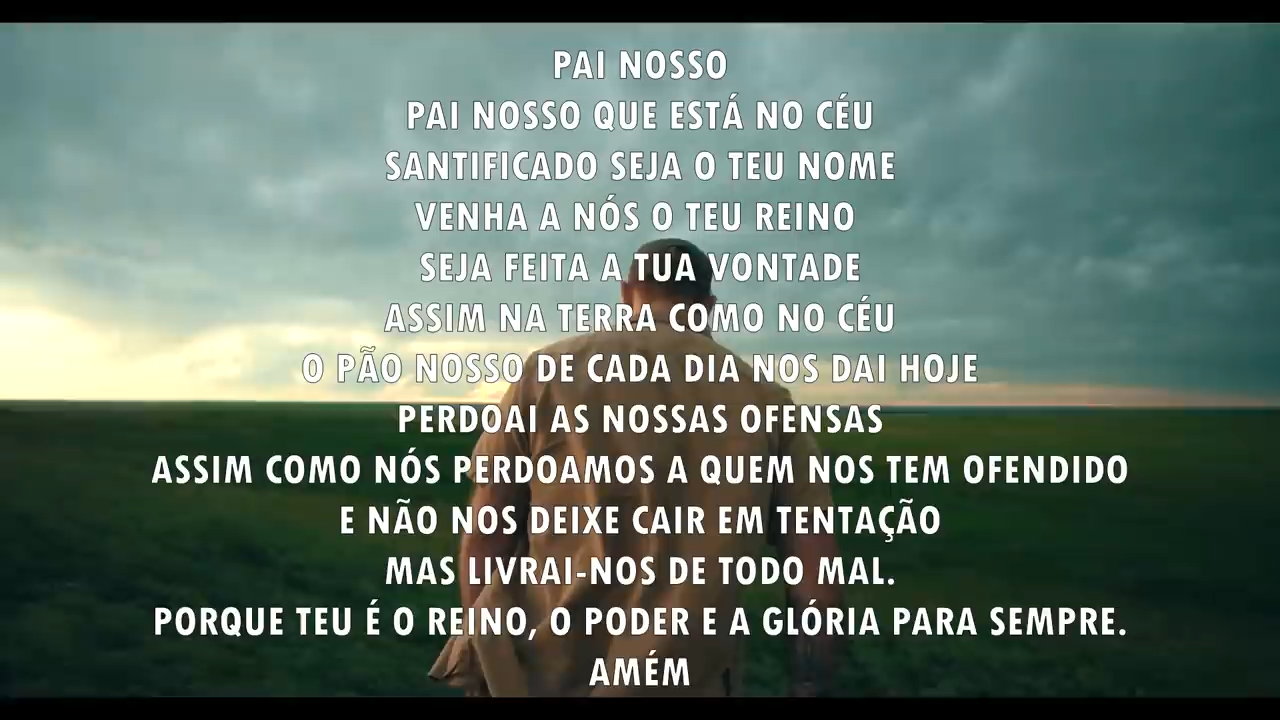 PAI NOSSO
PAI NOSSO QUE ESTÁ NO CÉU
SANTIFICADO SEJA O TEU NOME
VENHA A NÓS O TEU REINO
SEJA FEITA A TUA VONTADE
ASSIM NA TERRA COMO NO CÉU
O PÃO NOSSO DE CADA DIA NOS DAI HOJE
PERDOAI AS NOSSAS OFENSAS
ASSIM COMO NÓS PERDOAMOS A QUEM NOS TEM OFENDIDO
E NÃO NOS DEIXE CAIR EM TENTAÇÃO
MAS LIVRAI-NOS DE TODO MAL.
PORQUE TEU É O REINO, O PODER E A GLÓRIA PARA SEMPRE.
AMÉM